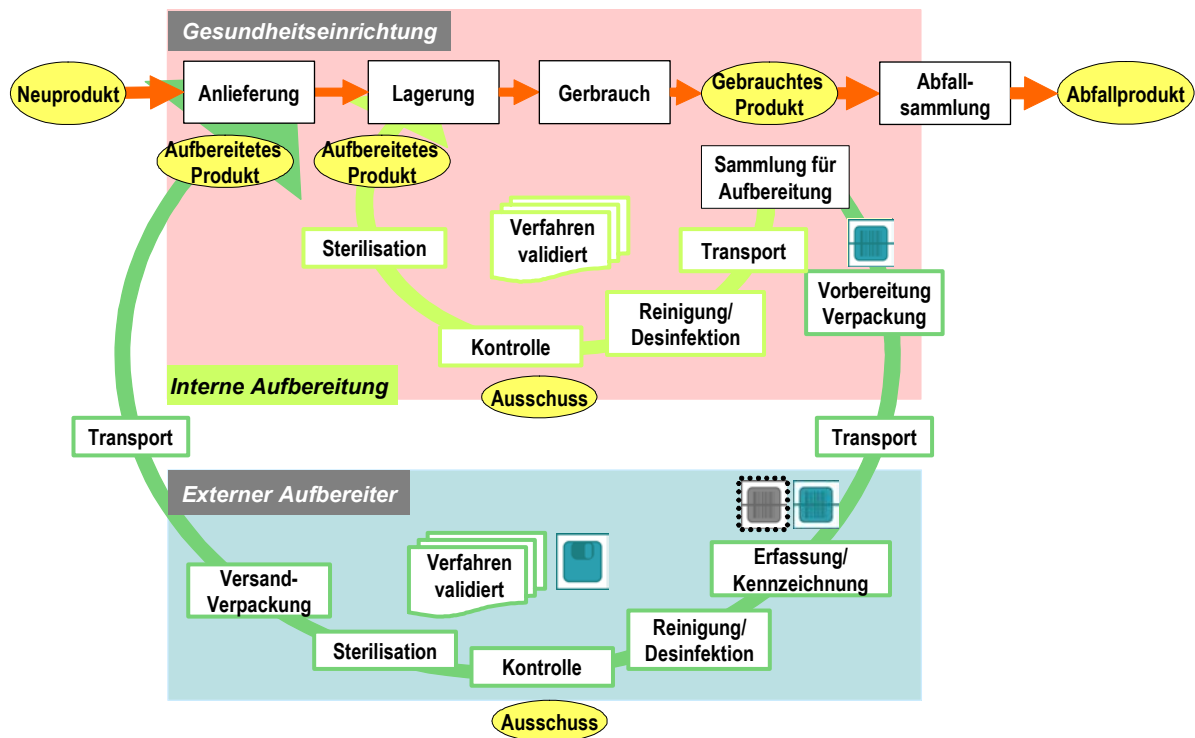 Gesundheitseinrichtung
Neuprodukt
Anlieferung
Lagerung
Gerbrauch
Gebrauchtes
Produkt
Abfall-
sammlung
Abfallprodukt
Aufbereitetes
Produkt
Aufbereitetes
Produkt
Sammlung für
Aufbereitung
Sterilisation
Verfahren
validiert
Transport
Vorbereitung
Verpackung
Reinigung/
Desinfektion
Kontrolle
Interne Aufbereitung
Ausschuss
Transport
Transport
Externer Aufbereiter
Verfahren
validiert
Erfassung/
Kennzeichnung
Versand-
Verpackung
Reinigung/
Desinfektion
Sterilisation
Kontrolle
Ausschuss